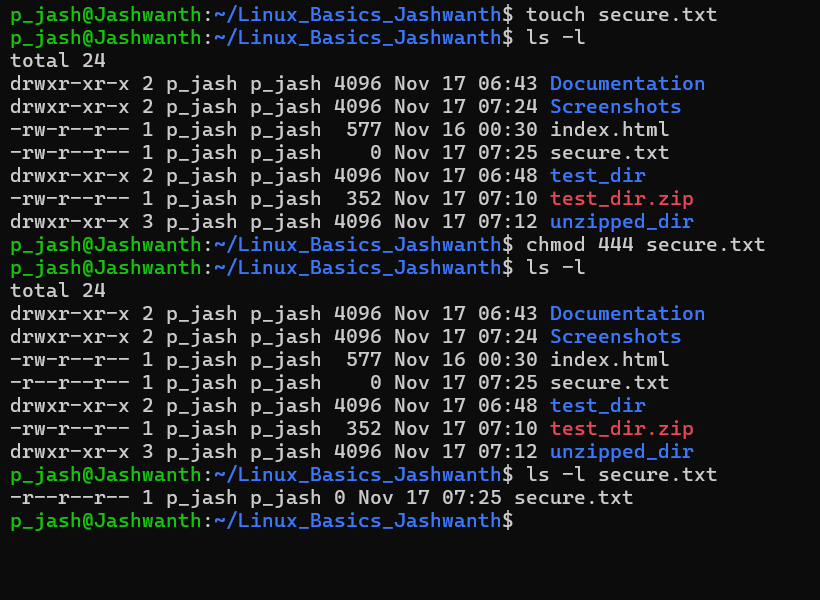 p_jash@Jashwanth:~/Linux_Basics_Jashwanth$ touch secure.txt
p_jash@Jashwanth:~/Linux_Basics_Jashwanth$ ls -l
total 24
drwxr-xr-x 2 p_jash p_jash 4096 Nov 17 06:43 Documentation
drwxr-xr-x 2 p_jash p_jash 4096 Nov 17 07:24 Screenshots
-rw-r--r-- 1 p_jash p_jash  577 Nov 16 00:30 index.html
-rw-r--r-- 1 p_jash p_jash    0 Nov 17 07:25 secure.txt
drwxr-xr-x 2 p_jash p_jash 4096 Nov 17 06:48 test_dir
-rw-r--r-- 1 p_jash p_jash  352 Nov 17 07:10 test_dir.zip
drwxr-xr-x 3 p_jash p_jash 4096 Nov 17 07:12 unzipped_dir
p_jash@Jashwanth:~/Linux_Basics_Jashwanth$ chmod 444 secure.txt
p_jash@Jashwanth:~/Linux_Basics_Jashwanth$ ls -l
total 24
drwxr-xr-x 2 p_jash p_jash 4096 Nov 17 06:43 Documentation
drwxr-xr-x 2 p_jash p_jash 4096 Nov 17 07:24 Screenshots
-rw-r--r-- 1 p_jash p_jash  577 Nov 16 00:30 index.html
-r--r--r-- 1 p_jash p_jash    0 Nov 17 07:25 secure.txt
drwxr-xr-x 2 p_jash p_jash 4096 Nov 17 06:48 test_dir
-rw-r--r-- 1 p_jash p_jash  352 Nov 17 07:10 test_dir.zip
drwxr-xr-x 3 p_jash p_jash 4096 Nov 17 07:12 unzipped_dir
p_jash@Jashwanth:~/Linux_Basics_Jashwanth$ ls -l secure.txt
-r--r--r-- 1 p_jash p_jash 0 Nov 17 07:25 secure.txt
p_jash@Jashwanth:~/Linux_Basics_Jashwanth$